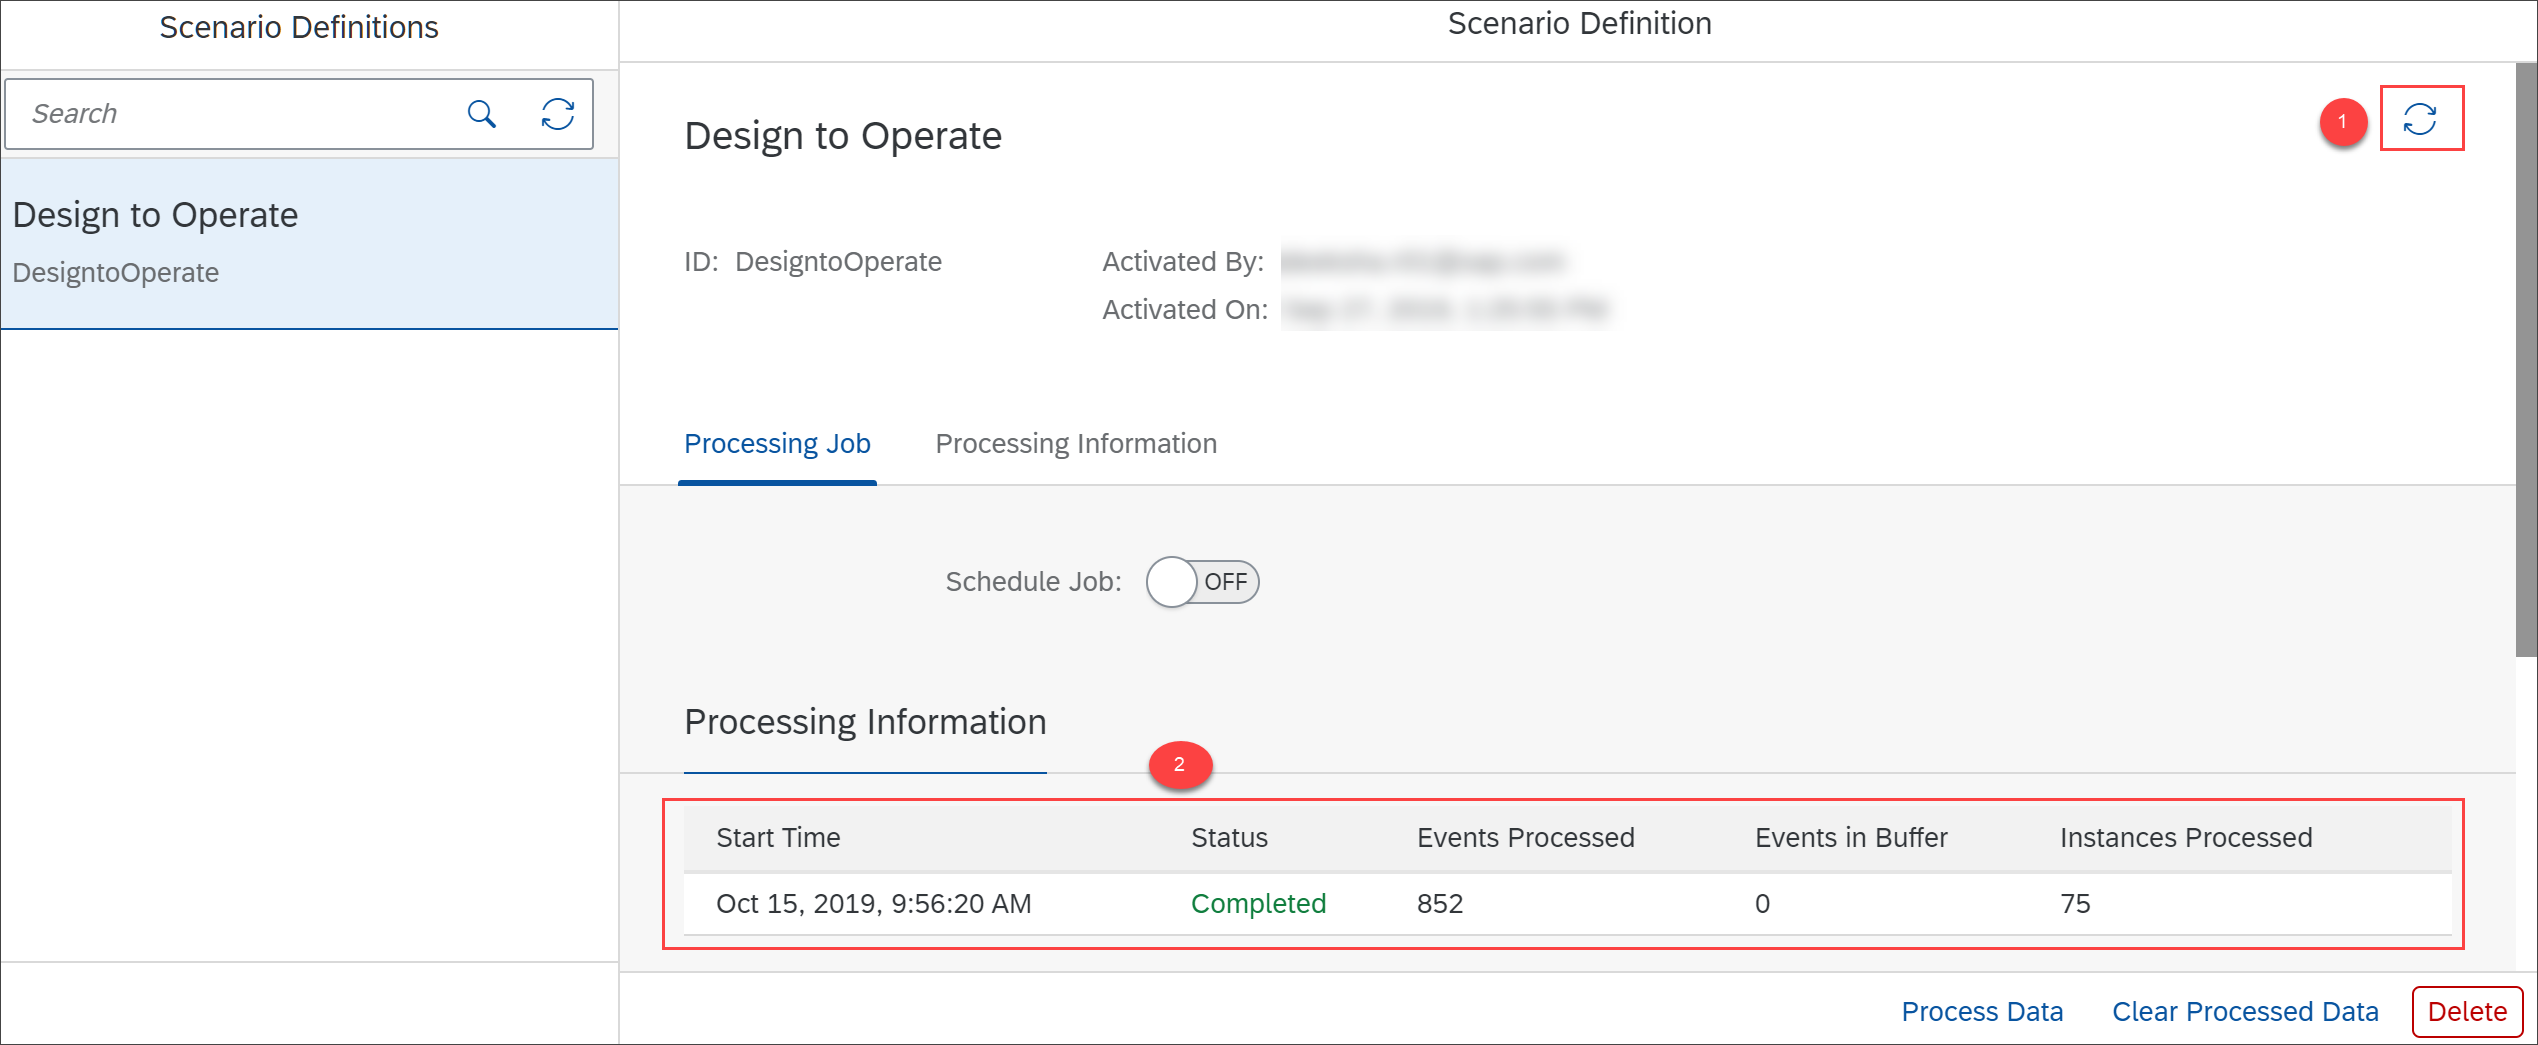 Scenario Definitions
Search
Design to Operate
DesigntoOperate
Scenario Definition
Design to Operate
1
ID: DesigntoOperate
Activated By:
Activated On:
Processing Job Processing Information
Schedule Job: OFF
Processing Information
2
Start Time Status Events Processed Events in Buffer Instances Processed
Oct 15, 2019, 9:56:20 AM Completed 852 0 75
Process Data Clear Processed Data Delete